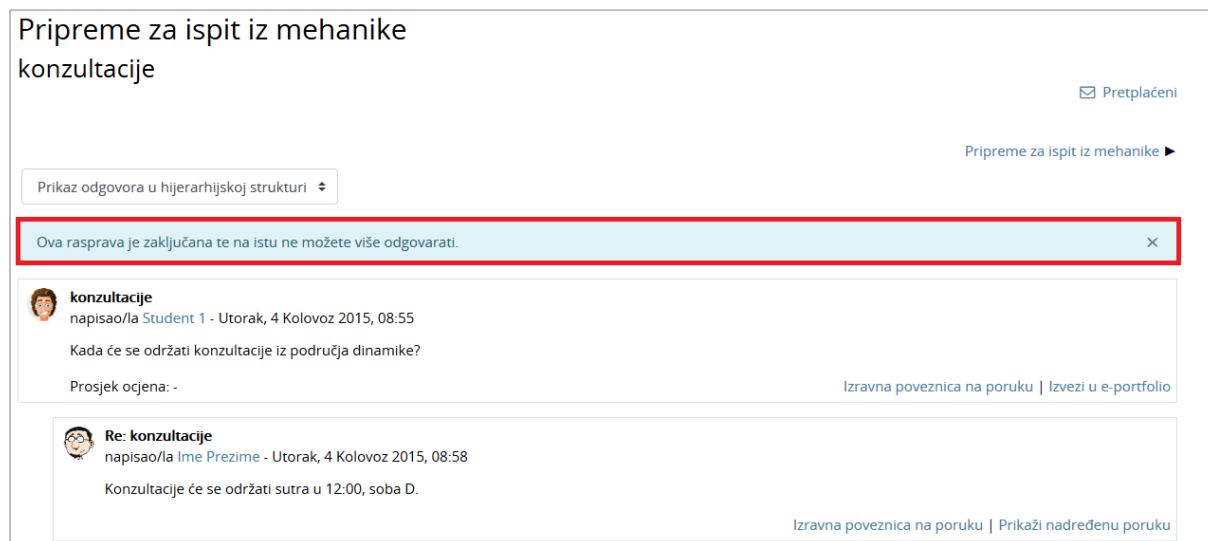 Pripreme za ispit iz mehanike
konzultacije
Pretplaćeni
Pripreme za ispit iz mehanike ▶
Prikaz odgovora u hijerarhijskoj strukturi
Ova rasprava je zaključana te na istu ne možete više odgovarati. ×
konzultacije
napisao/la Student 1 - Utorak, 4 Kolovoz 2015, 08:55
Kada će se održati konzultacije iz područja dinamike?
Prosjek ocjena: - Izravna poveznica na poruku | Izvezi u e-portfolio
Re: konzultacije
napisao/la Ime Prezime - Utorak, 4 Kolovoz 2015, 08:58
Konzultacije će se održati sutra u 12:00, soba D.
Izravna poveznica na poruku | Prikaži nadređenu poruku